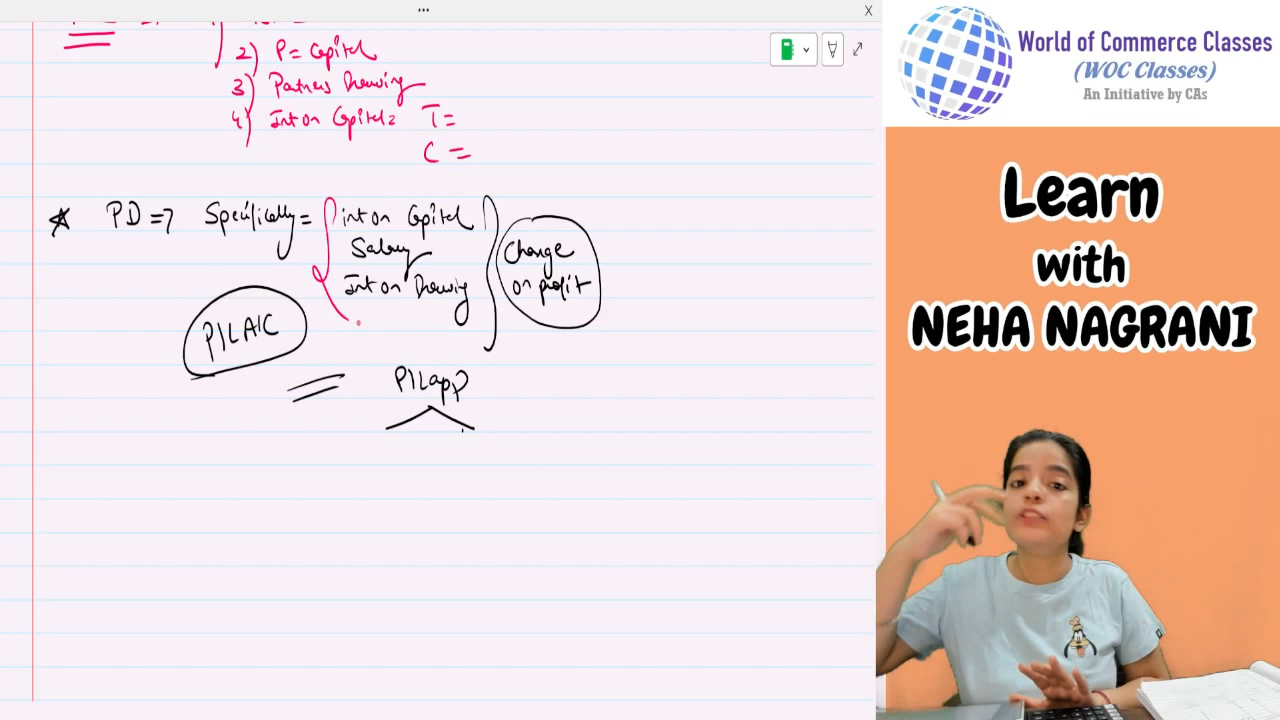 ...
X
2) P = Capital
3) Partners Drawing
4) Int on Capital = T =
C =
PD => Specifically = int on Capital
Salary
Int on Drawing
Change
on profit
P/L A/C
P/L app
World of Commerce Classes
(WOC Classes)
An Initiative by CAs
Learn
with
NEHA NAGRANI